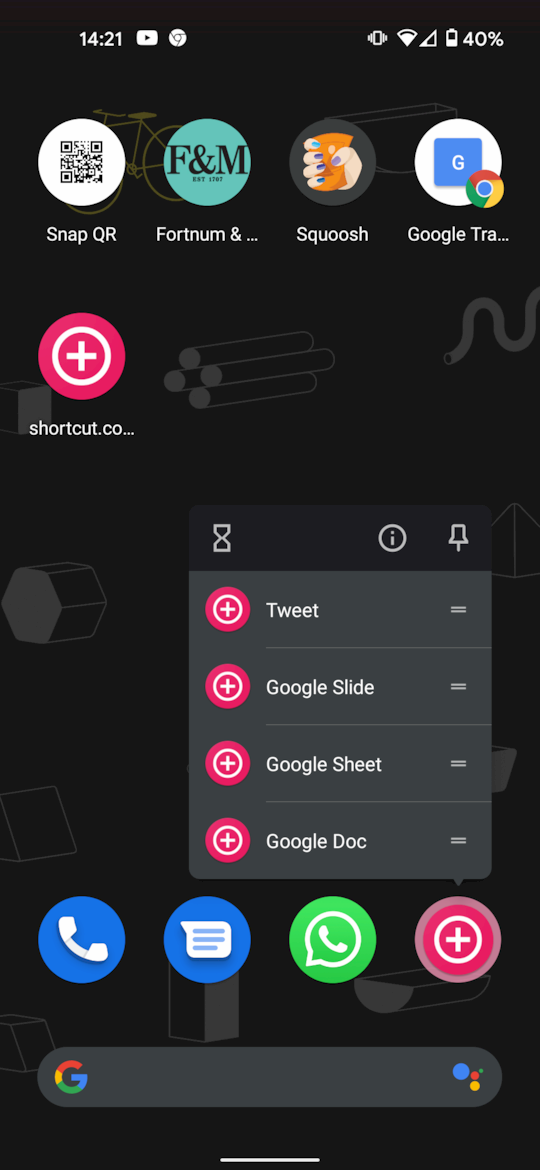 14:21
40%
F&M
EST 1707
G
Snap QR
Fortnum & ...
Squoosh
Google Tra...
shortcut.co...
Tweet
Google Slide
Google Sheet
Google Doc
G